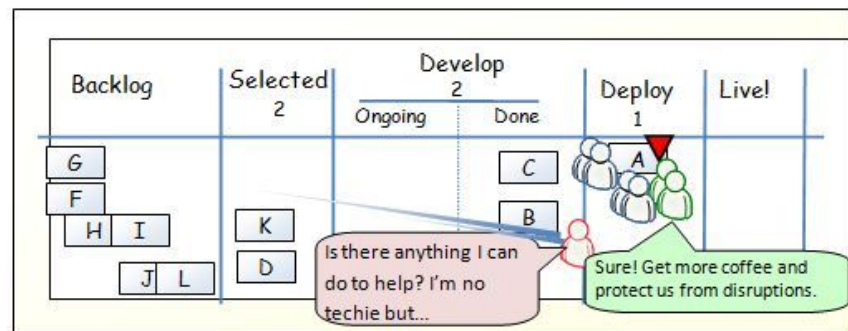 Backlog
Selected
2
Develop
2
Ongoing
Done
Deploy
1
Live!
G
F
H
I
J
L
K
D
C
B
A
Is there anything I can
do to help? I'm no
techie but...
Sure! Get more coffee and
protect us from disruptions.